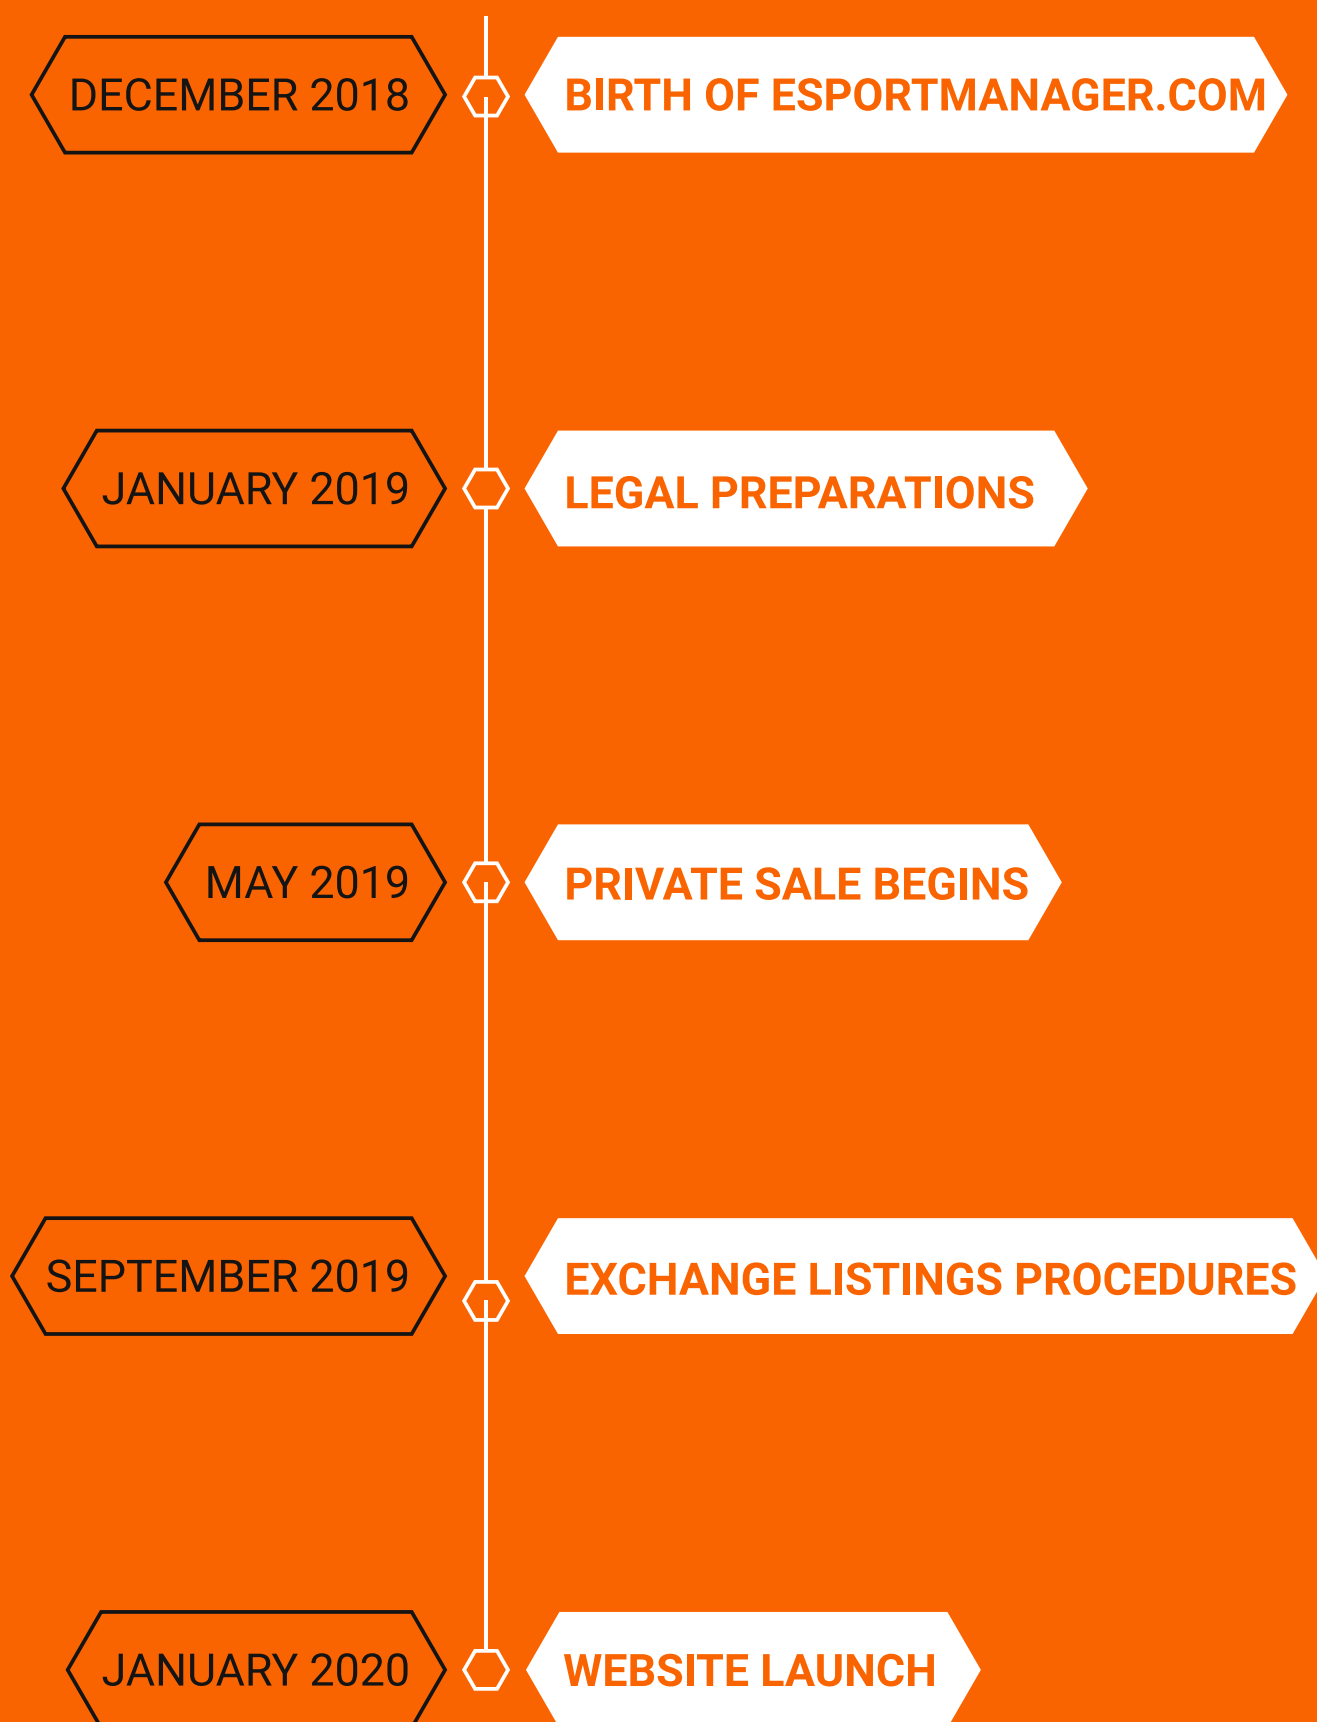 DECEMBER 2018
BIRTH OF ESPORTMANAGER.COM
JANUARY 2019
LEGAL PREPARATIONS
MAY 2019
PRIVATE SALE BEGINS
SEPTEMBER 2019
EXCHANGE LISTINGS PROCEDURES
JANUARY 2020
WEBSITE LAUNCH